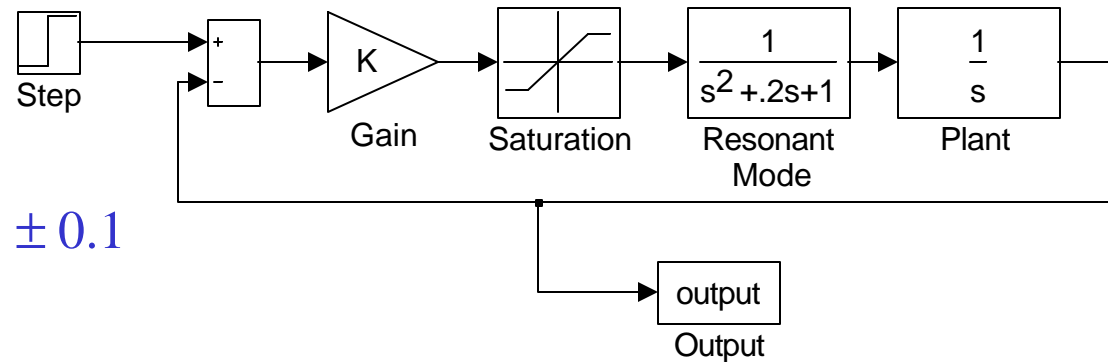 Step
+
−
K
Gain
Saturation
1
s² +.2s+1
Resonant
Mode
1
s
Plant
± 0.1
output
Output